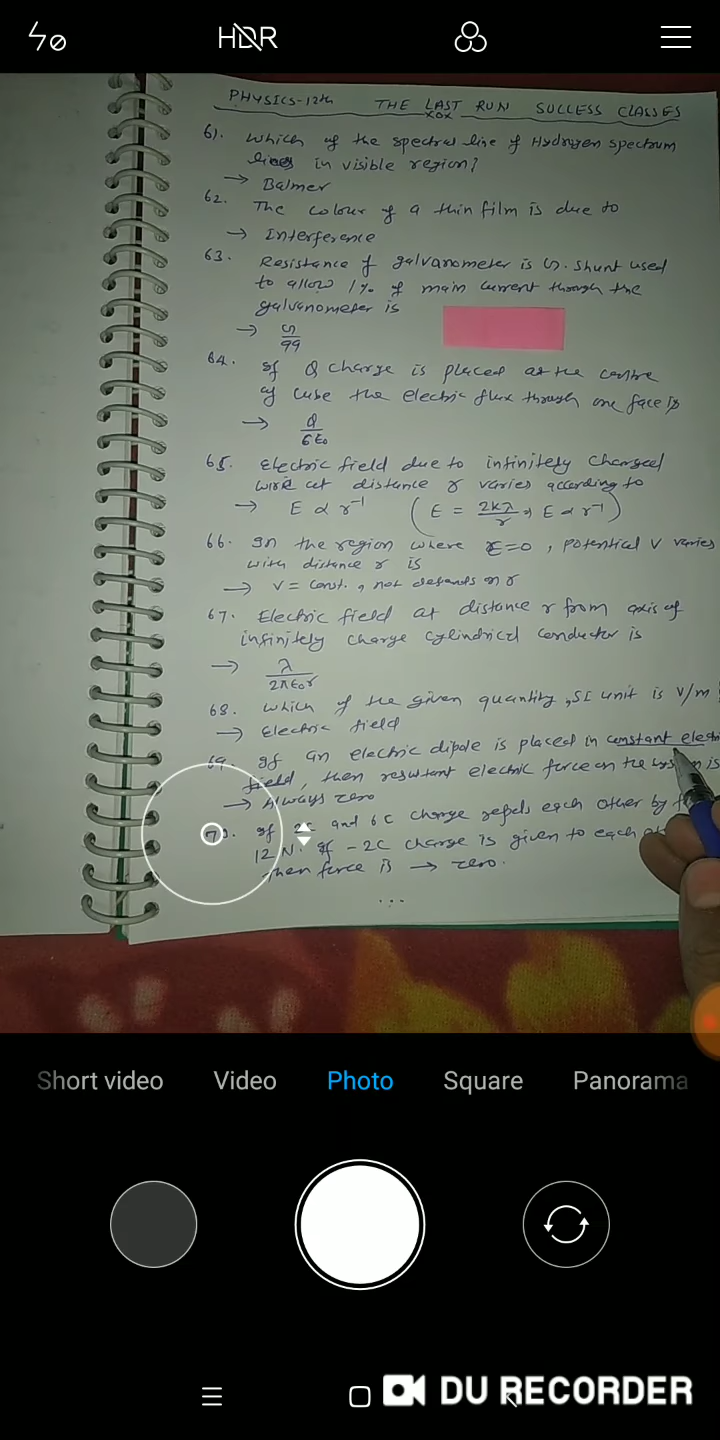 HDR
PHYSICS-12th THE LAST RUN SUCCESS CLASSES
XOX
61. Which of the spectral line of Hydrogen spectrum
lies in visible region?
→ Balmer
62. The colour of a thin film is due to
→ Interference
63. Resistance of galvanometer is G. Shunt used
to allow 1% of main current through the
galvanometer is
→ G/99
64. If Q charge is placed at the centre
of cube the electric flux through one face is
→ Q/6ε₀
65. Electric field due to infinitely charged
wire at distance r varies according to
→ E ∝ r⁻¹ (E = 2kλ/r ⇒ E ∝ r⁻¹)
66. In the region where E=0, potential V varies
with distance r is
→ V = const., not depends on r
67. Electric field at distance r from axis of
infinitely charge cylindrical conductor is
→ λ/2πε₀r
68. Which of the given quantity, SI unit is V/m
→ Electric field
69. If an electric dipole is placed in constant elect
field, then resultant electric force on the is
→ Always zero
70. If 2C and 6C charge repels each other by
12 N. If -2C charge is given to each
then force is → zero.
...
Short video Video Photo Square Panorama
DU RECORDER